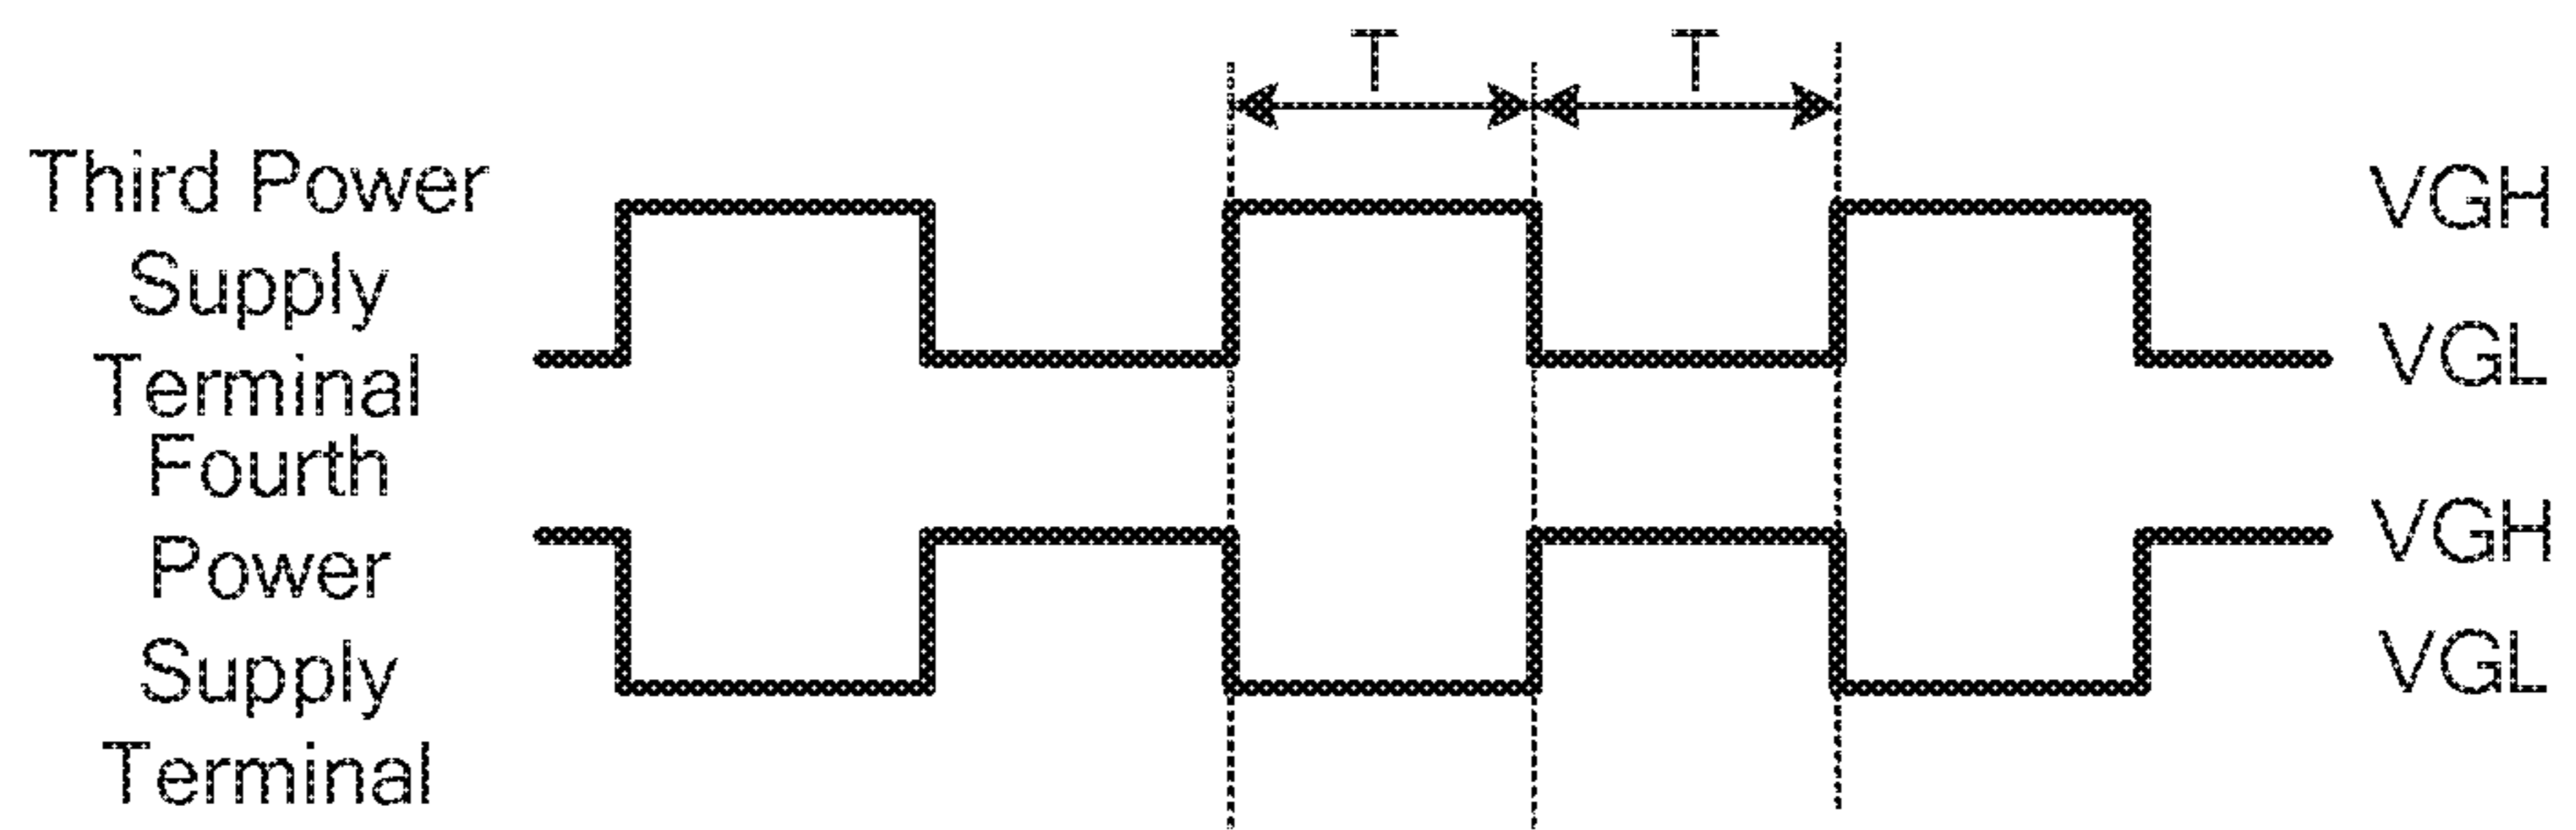 T T
Third Power
Supply
Terminal
VGH
VGL
Fourth
Power
Supply
Terminal
VGH
VGL